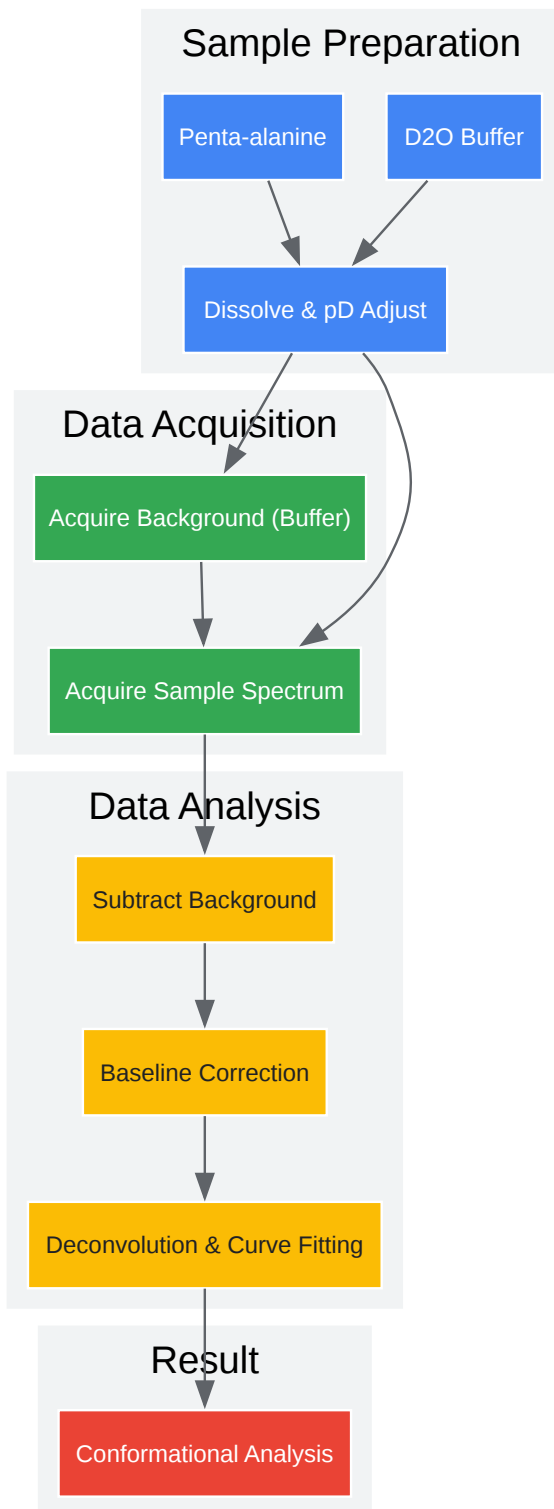 Sample Preparation
Penta-alanine
D2O Buffer
Dissolve & pD Adjust
Data Acquisition
Acquire Background (Buffer)
Acquire Sample Spectrum
Data Analysis
Subtract Background
Baseline Correction
Deconvolution & Curve Fitting
Result
Conformational Analysis